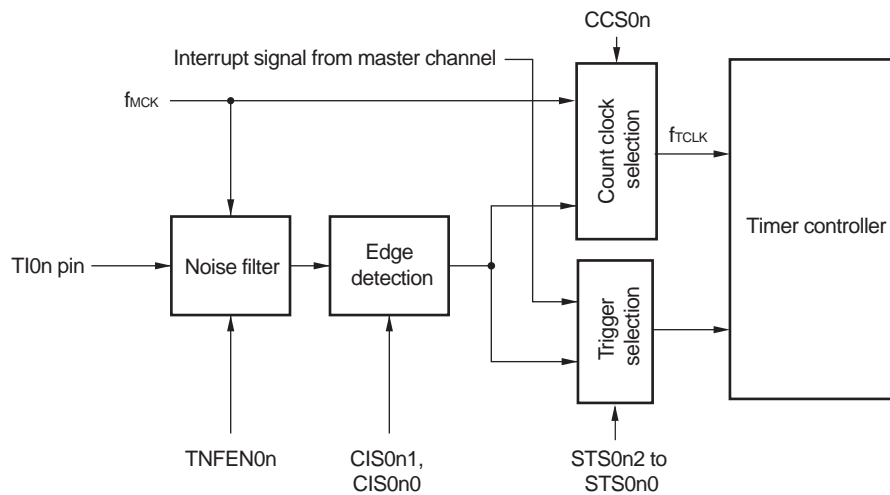 CCS0n
Interrupt signal from master channel
fMCK
Count clock
selection
fTCLK
Timer controller
TI0n pin
Noise filter
Edge
detection
Trigger
selection
TNFEN0n
CIS0n1,
CIS0n0
STS0n2 to
STS0n0